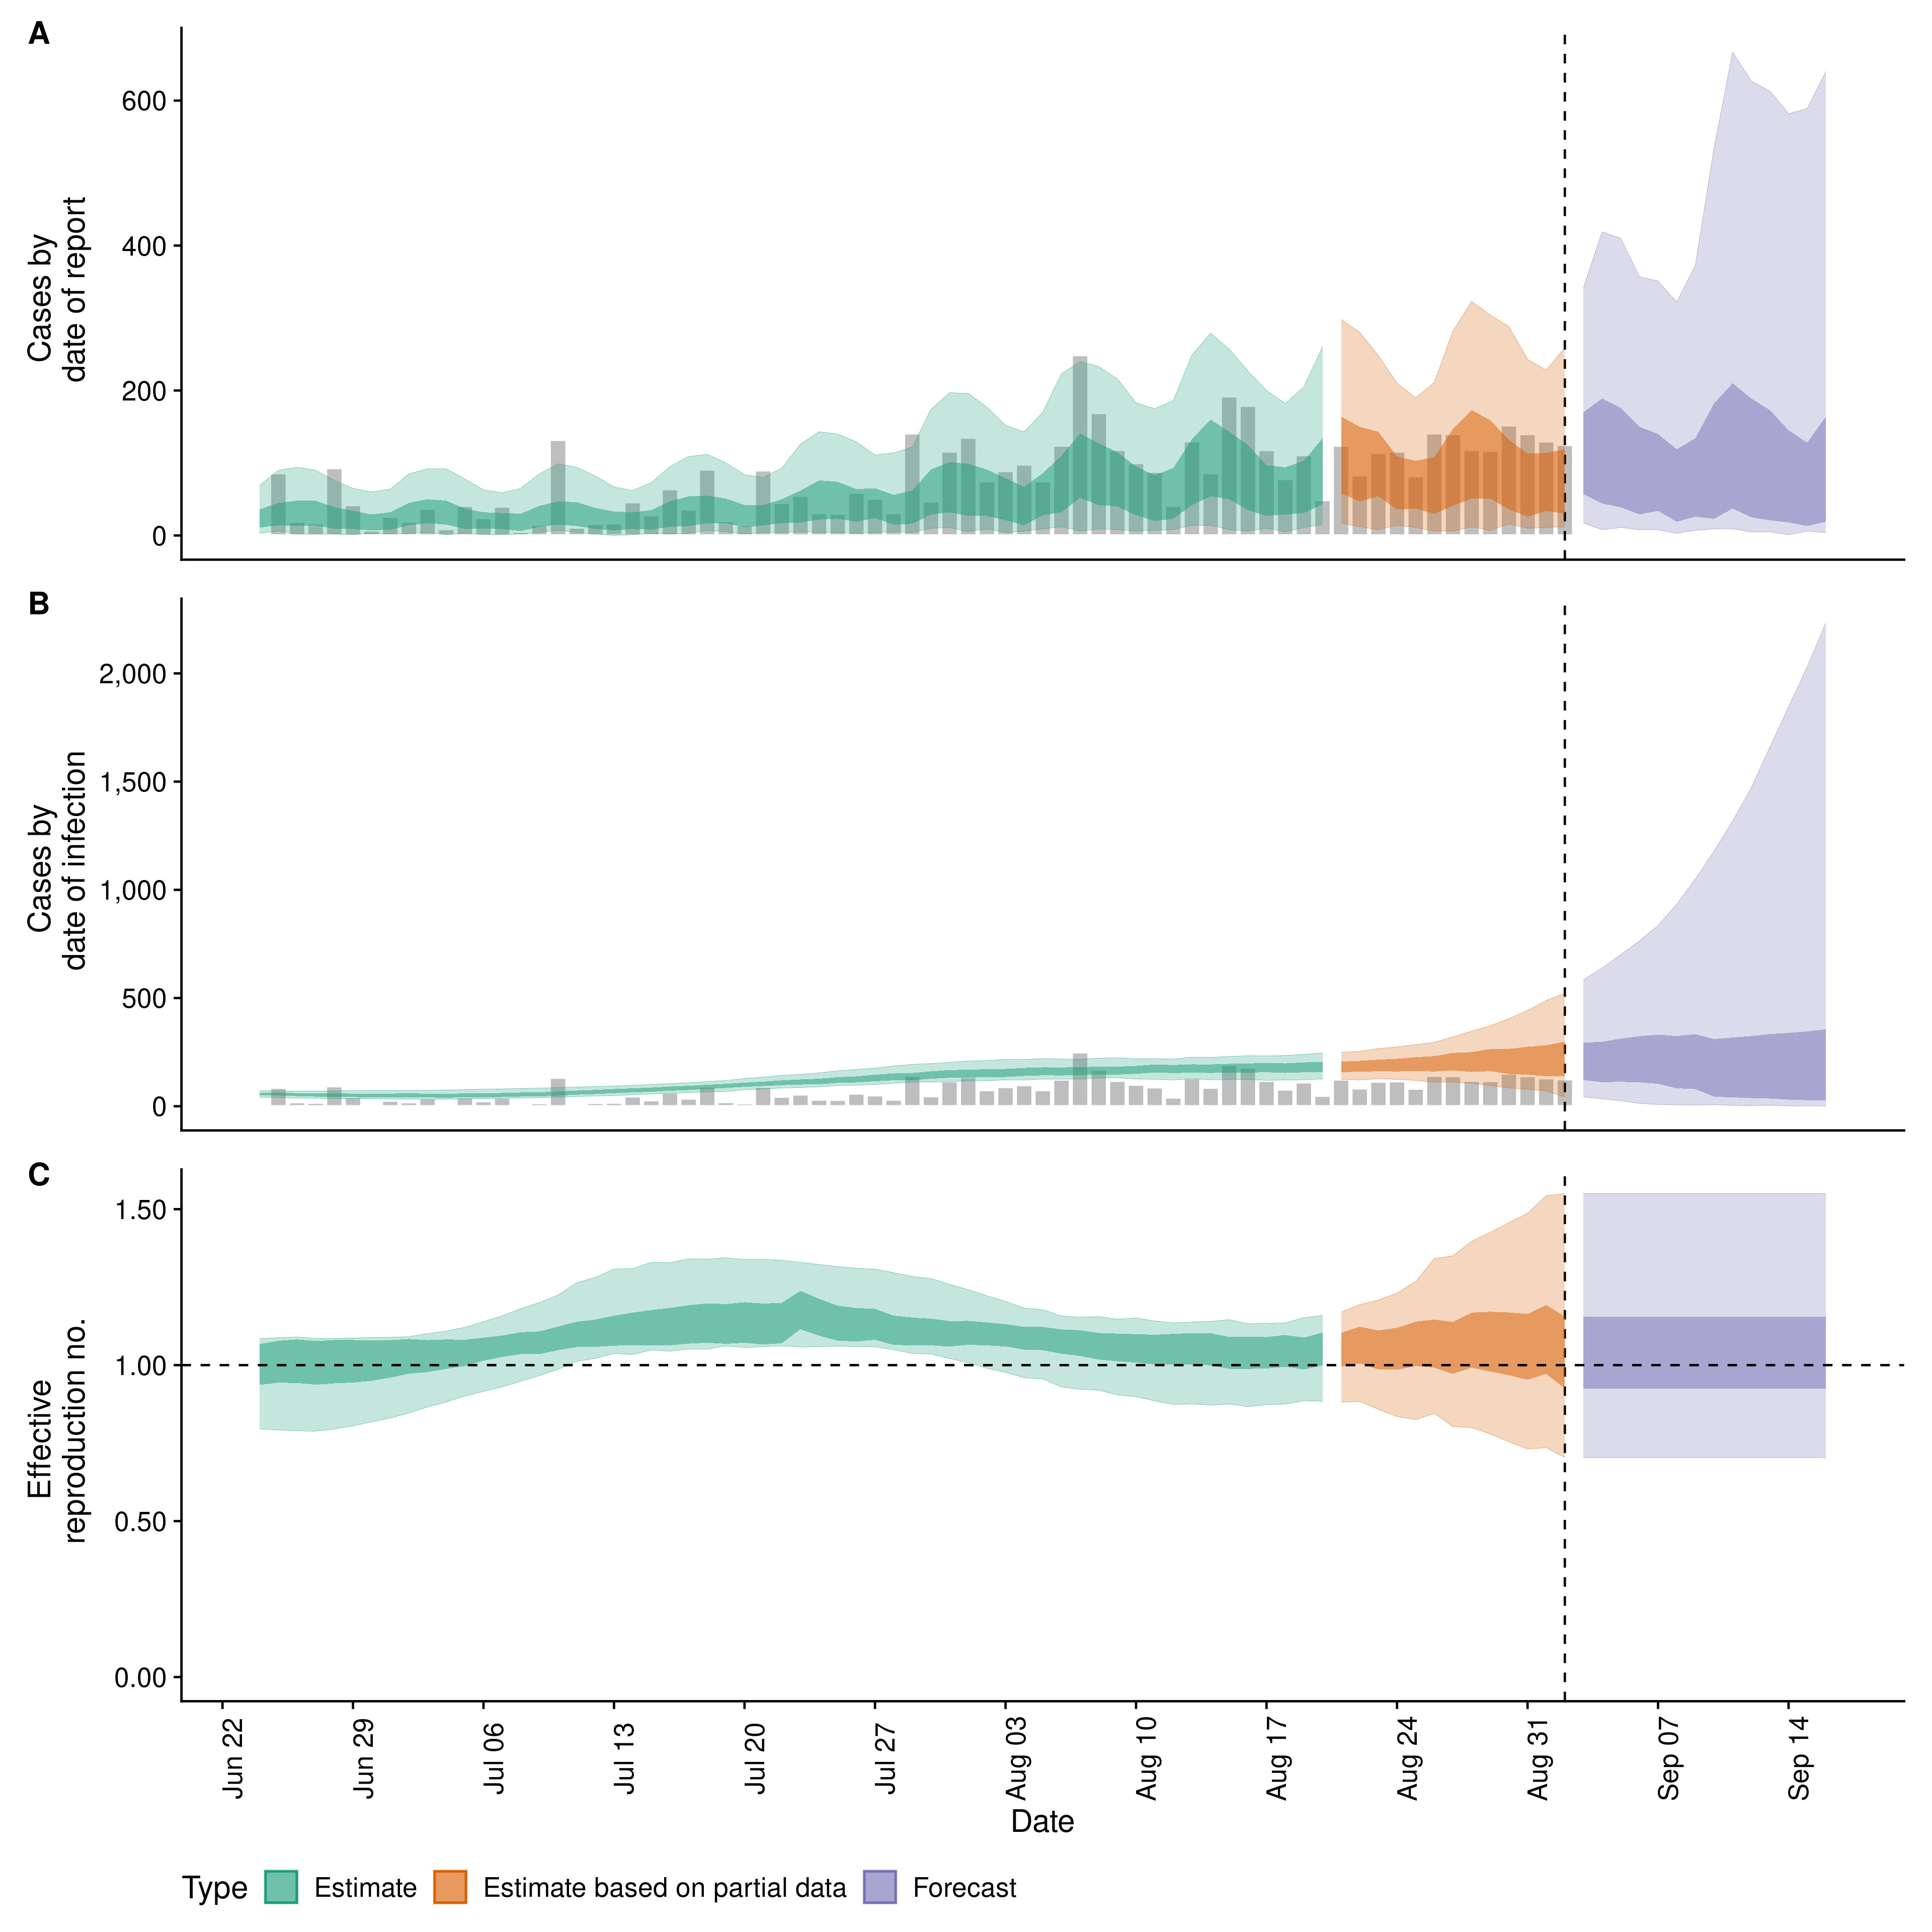 A
Cases by
date of report
600
400
200
0
B
Cases by
date of infection
2,000
1,500
1,000
500
0
C
Effective
reproduction no.
1.50
1.00
0.50
0.00
Jun 22
Jun 29
Jul 06
Jul 13
Jul 20
Jul 27
Aug 03
Aug 10
Aug 17
Aug 24
Aug 31
Sep 07
Sep 14
Date
Type
Estimate
Estimate based on partial data
Forecast